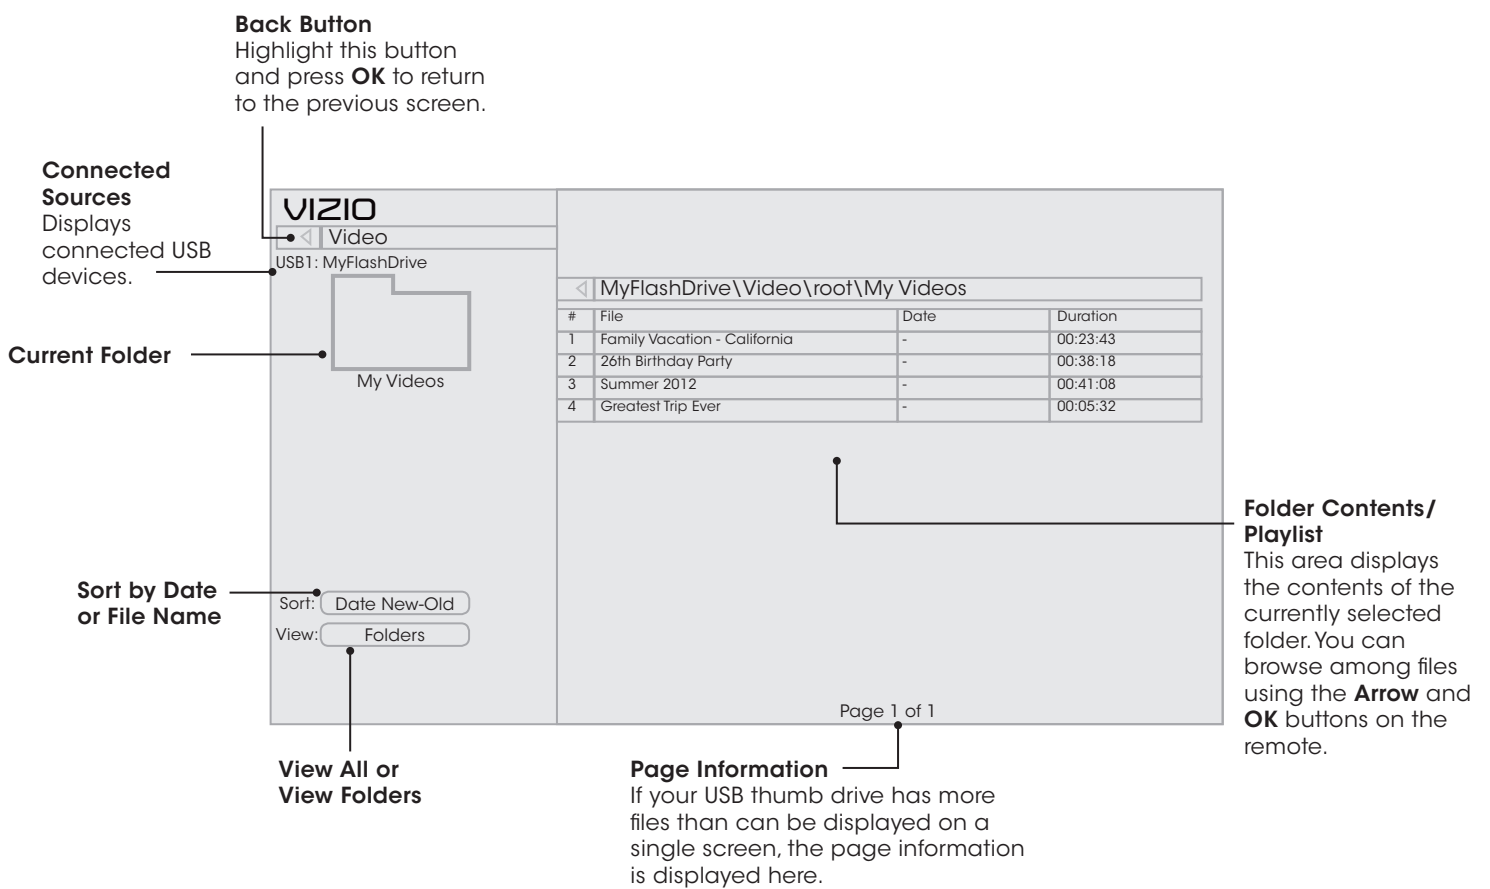 Back Button
Highlight this button
and press OK to return
to the previous screen.
Connected
Sources
Displays
connected USB
devices.
Current Folder
Sort by Date
or File Name
VIZIO
Video
USB1: MyFlashDrive
My Videos
Sort: Date New-Old
View: Folders
MyFlashDrive\Video\root\My Videos
# File Date Duration
1 Family Vacation - California - 00:23:43
2 26th Birthday Party - 00:38:18
3 Summer 2012 - 00:41:08
4 Greatest Trip Ever - 00:05:32
Page 1 of 1
Folder Contents/
Playlist
This area displays
the contents of the
currently selected
folder. You can
browse among files
using the Arrow and
OK buttons on the
remote.
View All or
View Folders
Page Information
If your USB thumb drive has more
files than can be displayed on a
single screen, the page information
is displayed here.